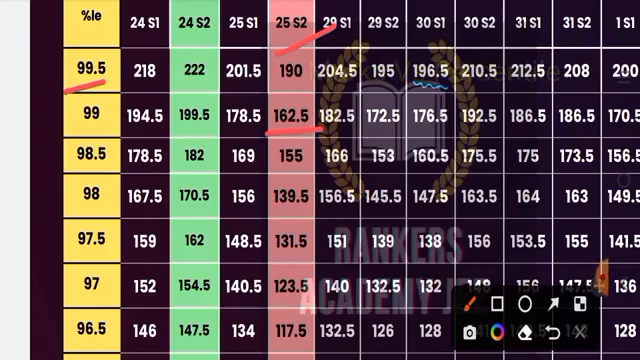 %le 24 S1 24 S2 25 S1 25 S2 29 S1 29 S2 30 S1 30 S2 31 S1 31 S2 1 S1
99.5 218 222 201.5 190 204.5 195 196.5 210.5 212.5 208 200
99 194.5 199.5 178.5 162.5 182.5 172.5 176.5 192.5 186.5 186.5 170.5
98.5 178.5 182 169 155 166 153 160.5 175.5 175 173.5 156.5
98 167.5 170.5 156 139.5 156.5 145.5 147.5 163.5 164 163 149.5
97.5 159 162 148.5 131.5 151 139 138 156 153.5 155 141.5
RANKERS
97 152 154.5 140.5 123.5 140 132.5 132 148 156 147.5 136
ACADEMY
96.5 146 147.5 134 117.5 132.5 126 128 128